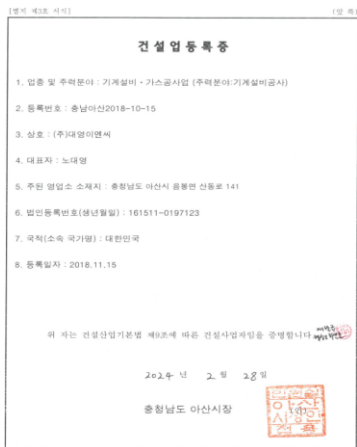 [별지 제3호 서식]
(앞 쪽)
건설업등록증
1. 업종 및 주력분야 : 기계설비·가스공사업 (주력분야:기계설비공사)
2. 등록번호 : 충남아산2018-10-15
3. 상호 : (주)대영이앤씨
4. 대표자 : 노대영
5. 주된 영업소 소재지 : 충청남도 아산시 음봉면 산동로 141
6. 법인등록번호(생년월일) : 161511-0197123
7. 국적(소속 국가명) : 대한민국
8. 등록일자 : 2018.11.15
위 자는 건설산업기본법 제9조에 따른 건설사업자임을 증명합니다
2024 년 2 월 28 일
충청남도 아산시장